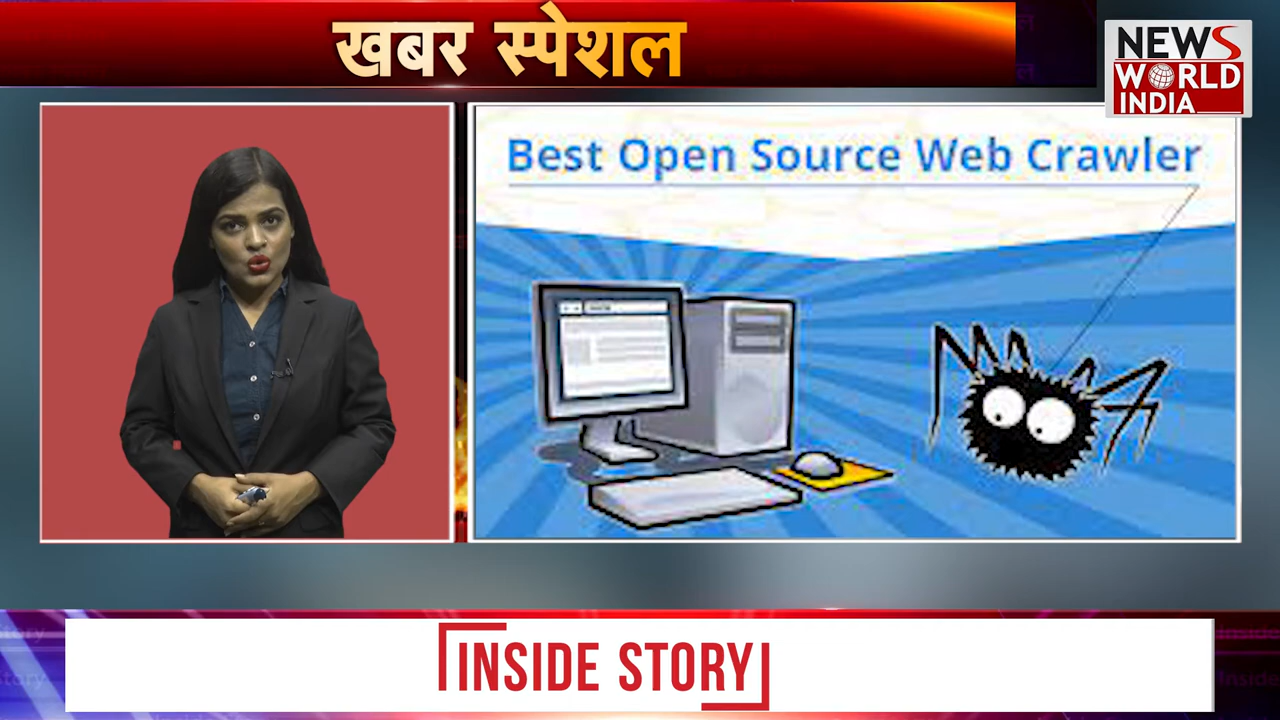 खबर स्पेशल
NEWS
WORLD
INDIA
Best Open Source Web Crawler
INSIDE STORY